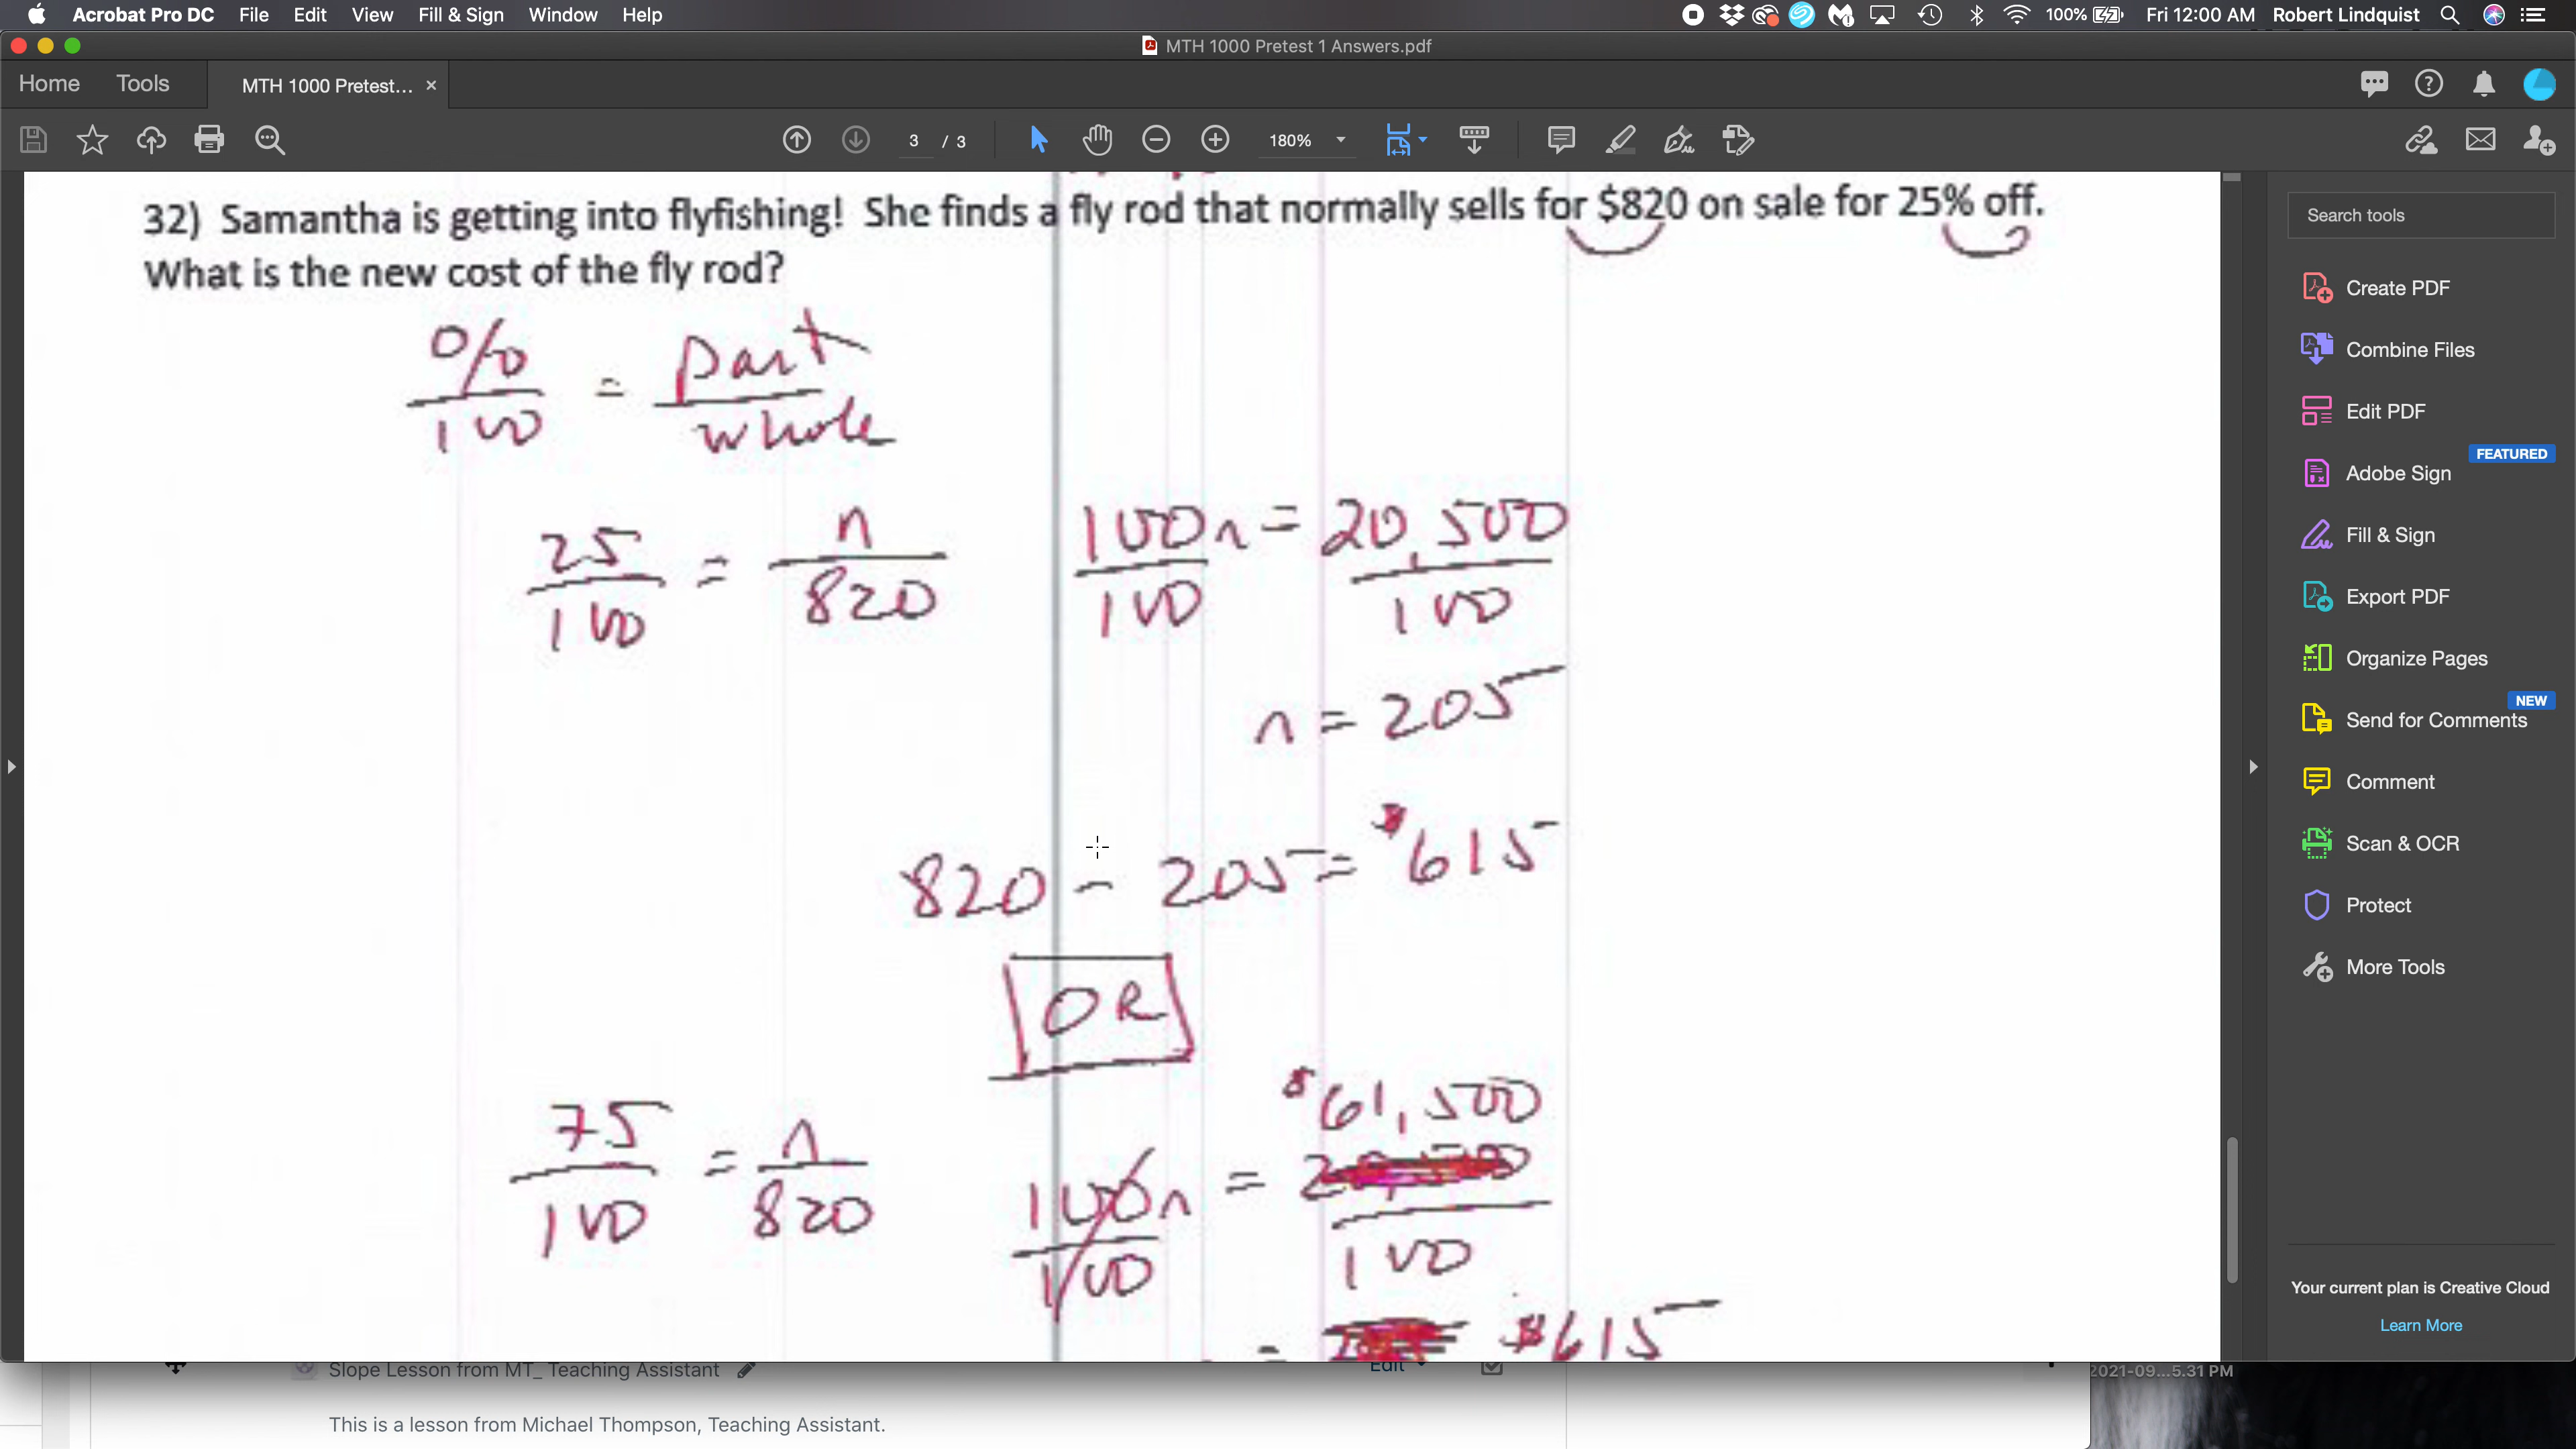 Acrobat Pro DC File Edit View Fill & Sign Window Help 100% Fri 12:00 AM Robert Lindquist
MTH 1000 Pretest 1 Answers.pdf
Home Tools MTH 1000 Pretest... ×
3 / 3 180%
32) Samantha is getting into flyfishing! She finds a fly rod that normally sells for $820 on sale for 25% off.
What is the new cost of the fly rod?
%/100 = part/whole
25/100 = n/820 100n/100 = 20,500/100
n = 205
820 - 205 = $615
OR
75/100 = n/820 100n/100 = $61,500/100
= $615
Search tools
Create PDF
Combine Files
Edit PDF
FEATURED
Adobe Sign
Fill & Sign
Export PDF
Organize Pages
NEW
Send for Comments
Comment
Scan & OCR
Protect
More Tools
Your current plan is Creative Cloud
Learn More
Slope Lesson from MT_ Teaching Assistant Edit
2021-09...5.31 PM
This is a lesson from Michael Thompson, Teaching Assistant.